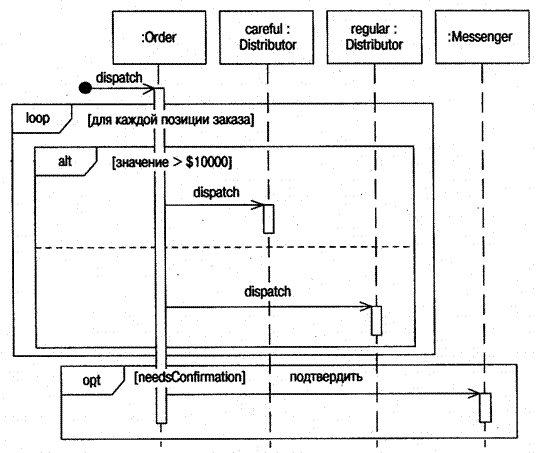 :Order
careful :
Distributor
regular :
Distributor
:Messenger
dispatch
loop
[для каждой позиции заказа]
alt
[значение > $10000]
dispatch
dispatch
opt
[needsConfirmation]
подтвердить